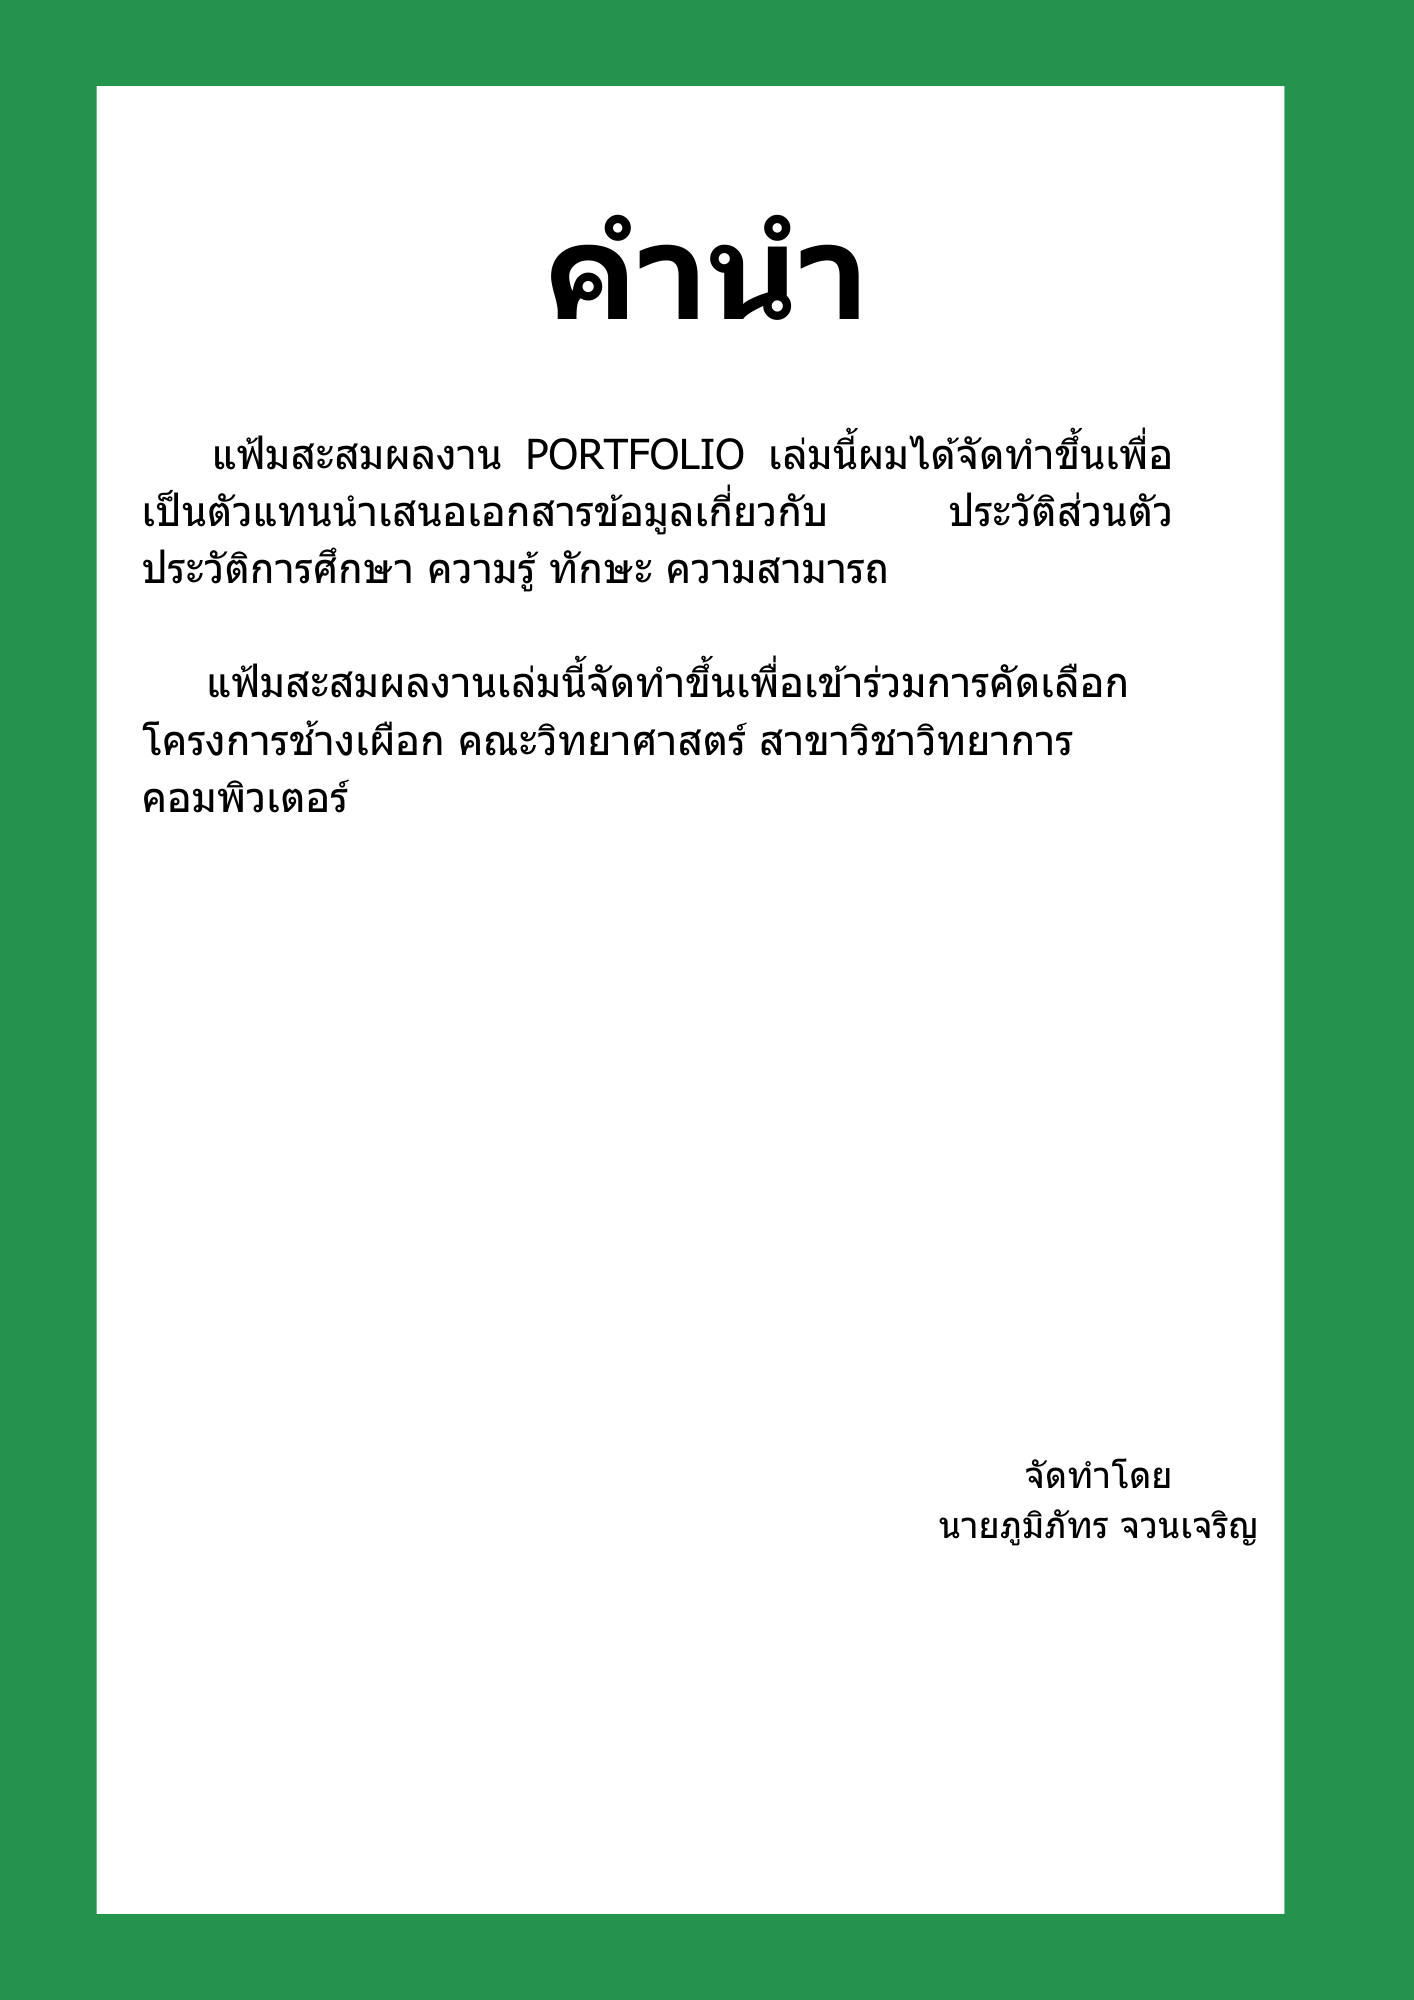 คำนำ
แฟ้มสะสมผลงาน PORTFOLIO เล่มนี้ผมได้จัดทำขึ้นเพื่อ
เป็นตัวแทนนำเสนอเอกสารข้อมูลเกี่ยวกับ ประวัติส่วนตัว
ประวัติการศึกษา ความรู้ ทักษะ ความสามารถ
แฟ้มสะสมผลงานเล่มนี้จัดทำขึ้นเพื่อเข้าร่วมการคัดเลือก
โครงการช้างเผือก คณะวิทยาศาสตร์ สาขาวิชาวิทยาการ
คอมพิวเตอร์
จัดทำโดย
นายภูมิภัทร จวนเจริญ